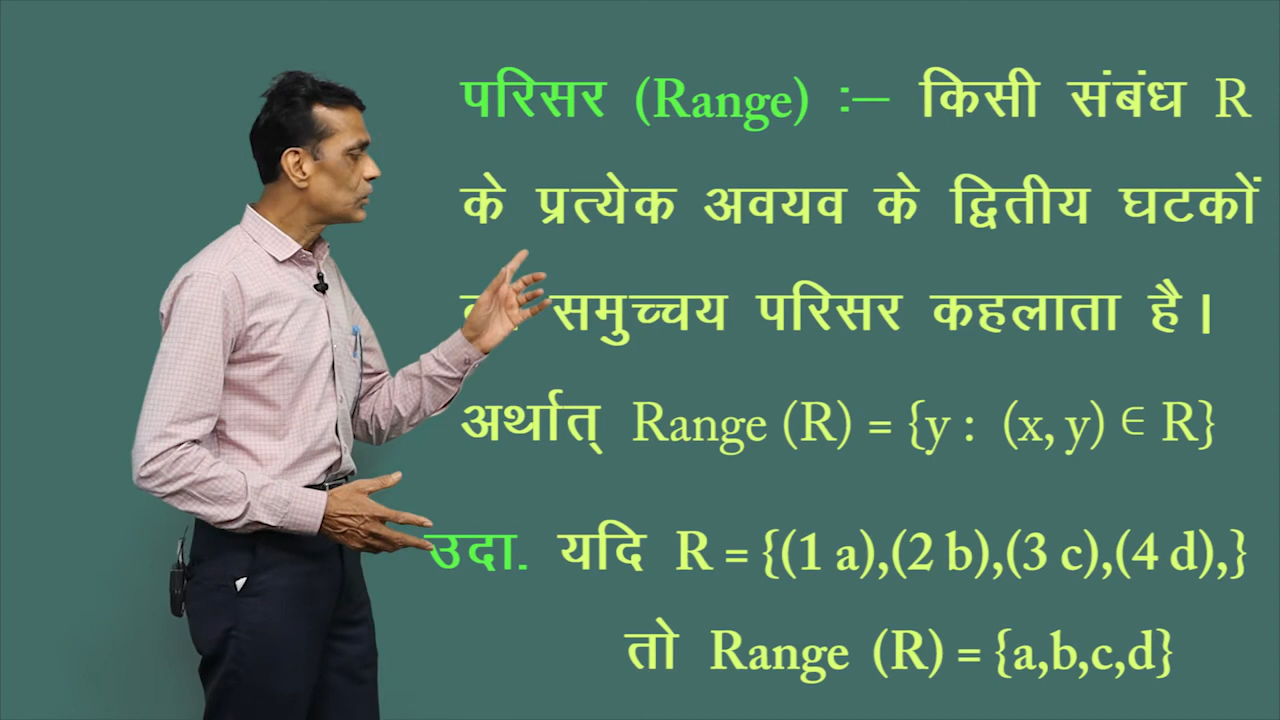 परिसर (Range) :– किसी संबंध R
के प्रत्येक अवयव के द्वितीय घटकों
समुच्चय परिसर कहलाता है।
अर्थात् Range (R) = {y : (x, y) ∈ R}
उदा. यदि R = {(1 a),(2 b),(3 c),(4 d),}
तो Range (R) = {a,b,c,d}